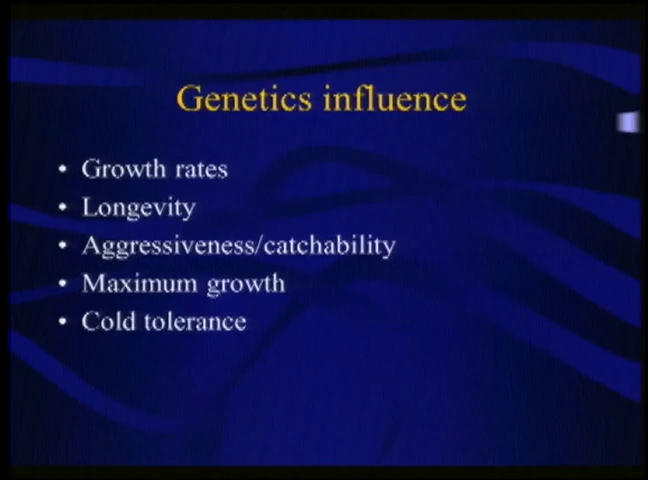 Genetics influence
• Growth rates
• Longevity
• Aggressiveness/catchability
• Maximum growth
• Cold tolerance